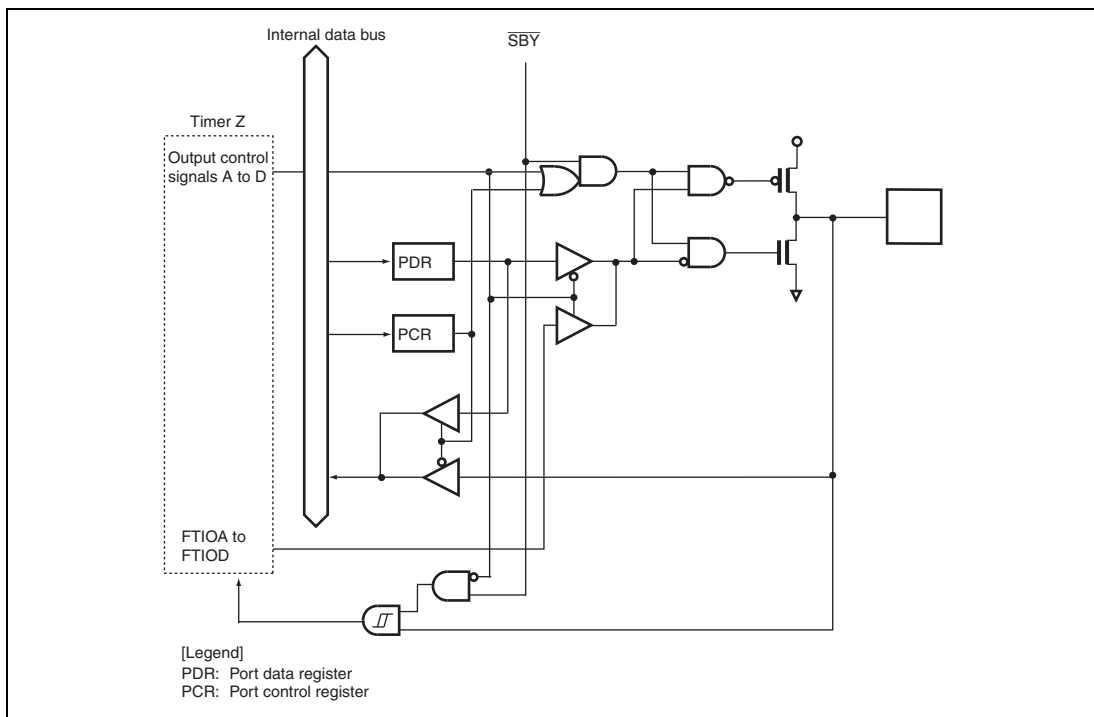 Internal data bus
S̅B̅Y̅
Timer Z
Output control
signals A to D
PDR
PCR
FTIOA to
FTIOD
[Legend]
PDR: Port data register
PCR: Port control register